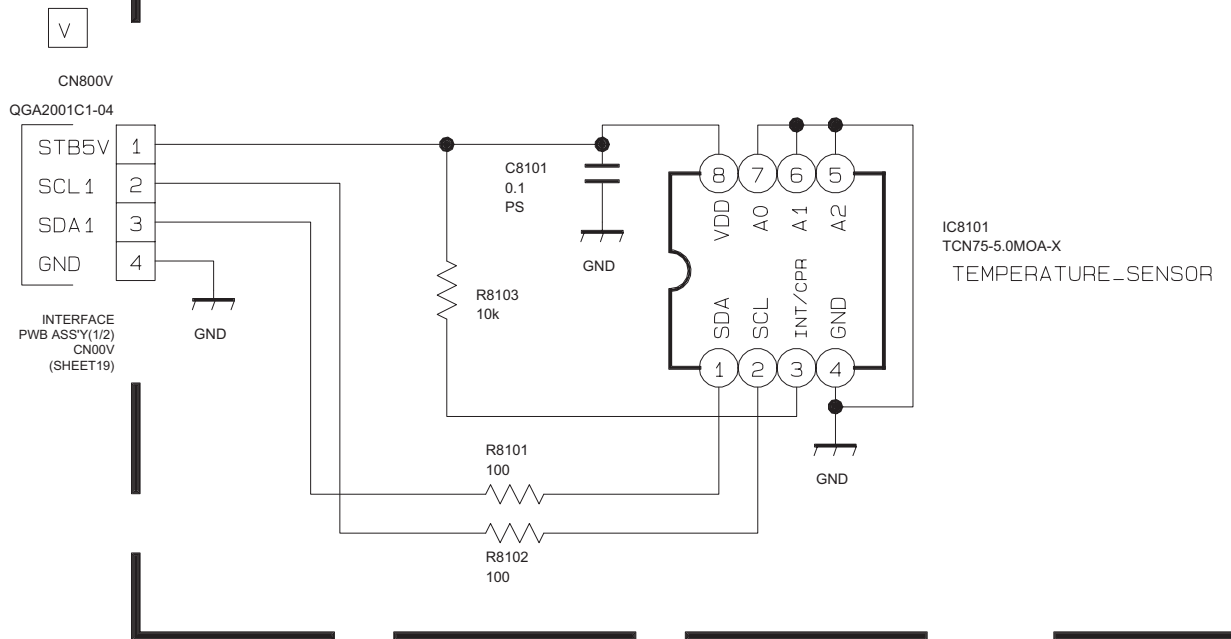 V
CN800V
QGA2001C1-04
STB5V 1
SCL1 2
SDA1 3
GND 4
INTERFACE
PWB ASS'Y(1/2)
CN00V
(SHEET19)
GND
C8101
0.1
PS
GND
R8103
10k
8 7 6 5
VDD A0 A1 A2
SDA SCL INT/CPR GND
1 2 3 4
GND
IC8101
TCN75-5.0MOA-X
TEMPERATURE_SENSOR
R8101
100
R8102
100